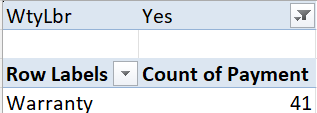 WtyLbr Yes
Row Labels Count of Payment
Warranty 41